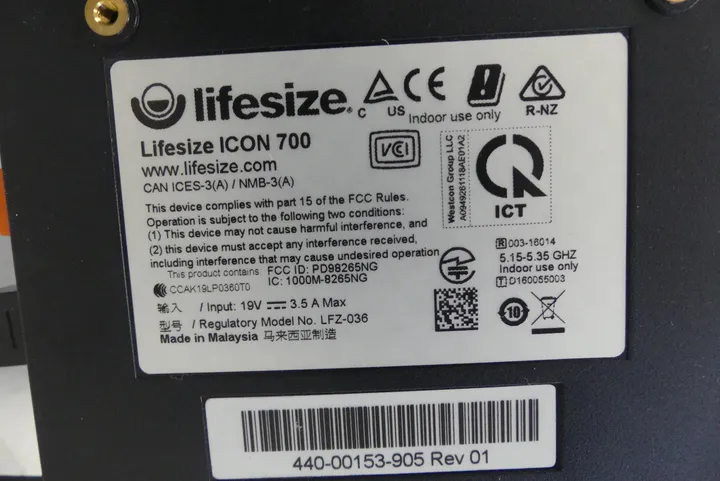 lifesize®
C US
Indoor use only
R-NZ
Lifesize ICON 700
www.lifesize.com
CAN ICES-3(A) / NMB-3(A)
VCI
Westcon Group LLC
A0949261118AE01A2
ICT
This device complies with part 15 of the FCC Rules.
Operation is subject to the following two conditions:
(1) This device may not cause harmful interference, and
(2) this device must accept any interference received,
including interference that may cause undesired operation
This product contains: FCC ID: PD98265NG
IC: 1000M-8265NG
CCAK19LP0360T0
输入 / Input: 19V 3.5 A Max
型号 / Regulatory Model No. LFZ-036
Made in Malaysia 马来西亚制造
R 003-16014
5.15-5.35 GHZ
Indoor use only
T D160055003
10
440-00153-905 Rev 01